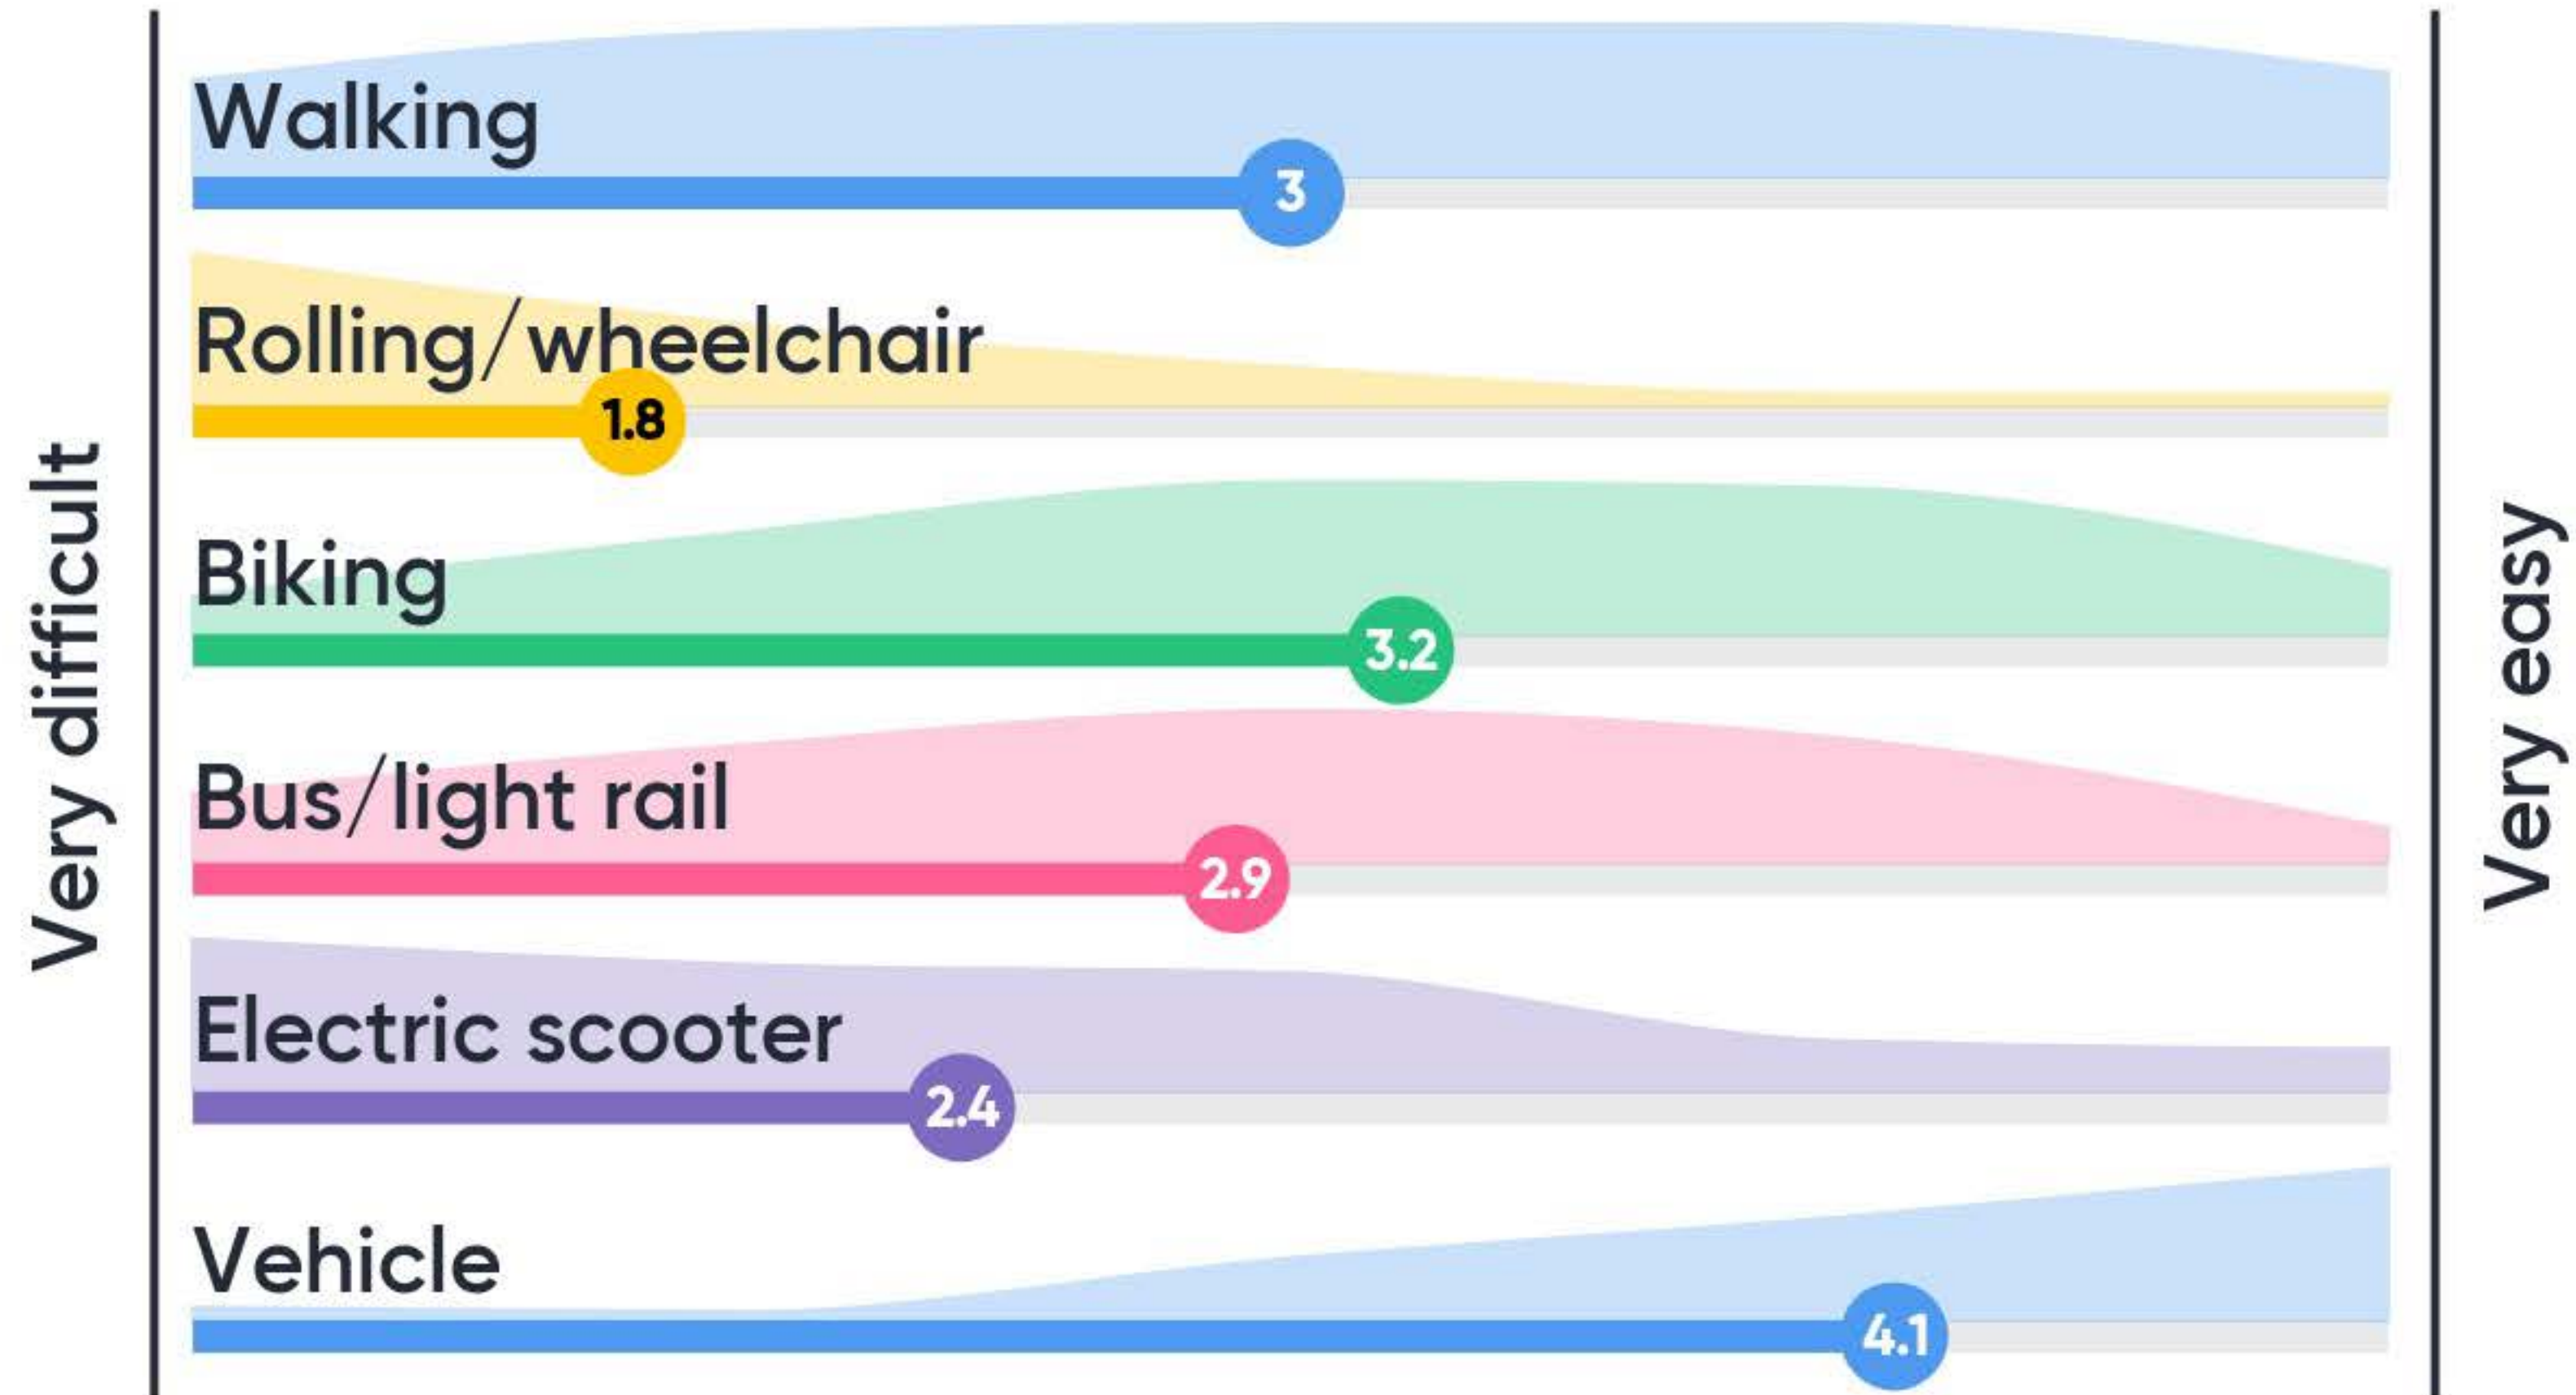 Very difficult
Walking
3
Rolling/wheelchair
1.8
Biking
3.2
Bus/light rail
2.9
Electric scooter
2.4
Vehicle
4.1
Very easy